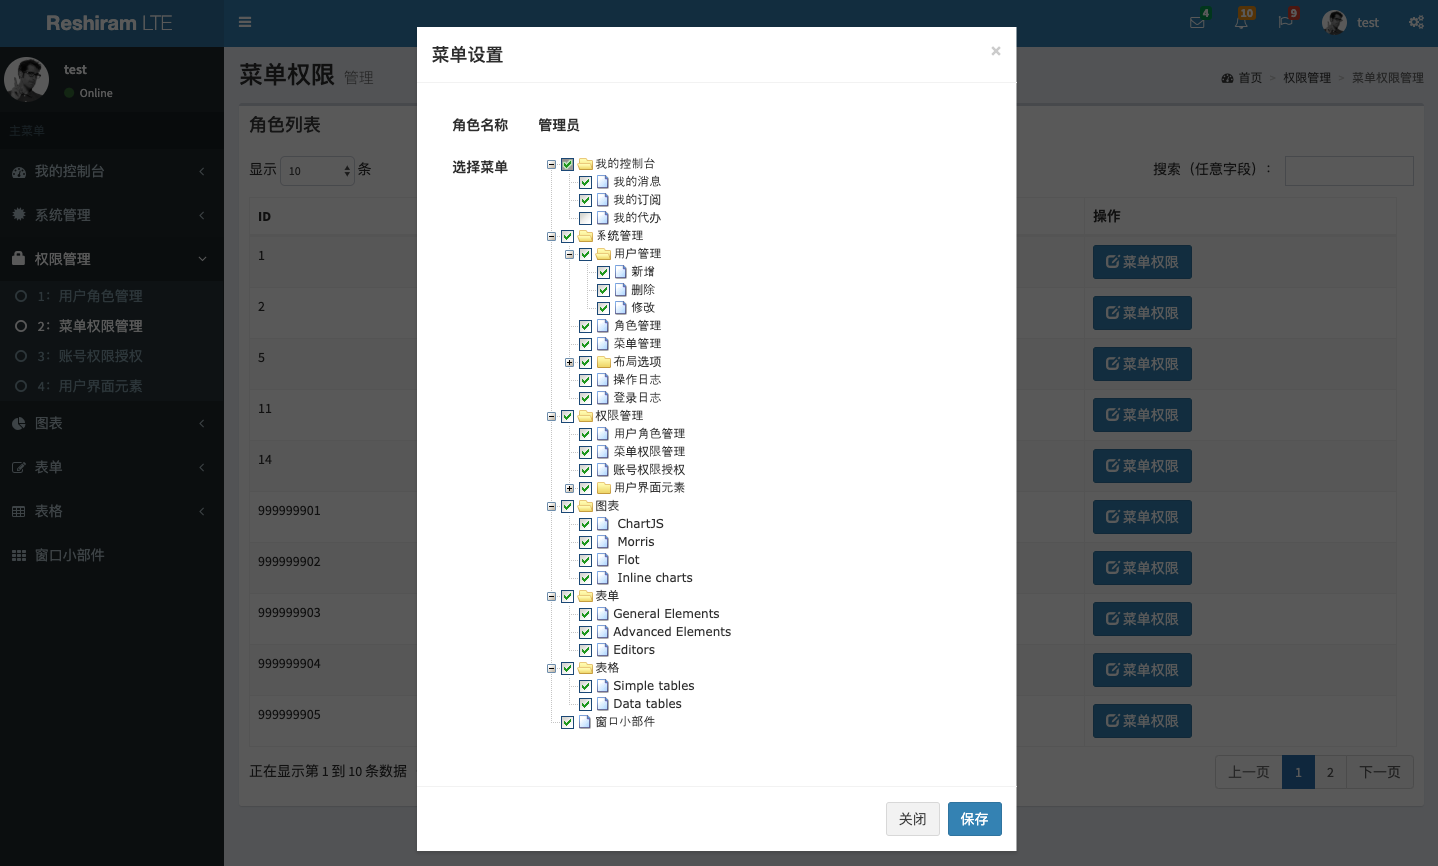 Reshiram LTE
4
10
9
test
test
Online
主菜单
我的控制台
系统管理
权限管理
1：用户角色管理
2：菜单权限管理
3：账号权限授权
4：用户界面元素
图表
表单
表格
窗口小部件
菜单权限 管理
首页 > 权限管理 > 菜单权限管理
角色列表
显示 10 条
搜索（任意字段）：
ID
操作
1
菜单权限
2
菜单权限
5
菜单权限
11
菜单权限
14
菜单权限
999999901
菜单权限
999999902
菜单权限
999999903
菜单权限
999999904
菜单权限
999999905
菜单权限
正在显示第 1 到 10 条数据
上一页 1 2 下一页
菜单设置
×
角色名称 管理员
选择菜单
我的控制台
我的消息
我的订阅
我的代办
系统管理
用户管理
新增
删除
修改
角色管理
菜单管理
布局选项
操作日志
登录日志
权限管理
用户角色管理
菜单权限管理
账号权限授权
用户界面元素
图表
ChartJS
Morris
Flot
Inline charts
表单
General Elements
Advanced Elements
Editors
表格
Simple tables
Data tables
窗口小部件
关闭 保存